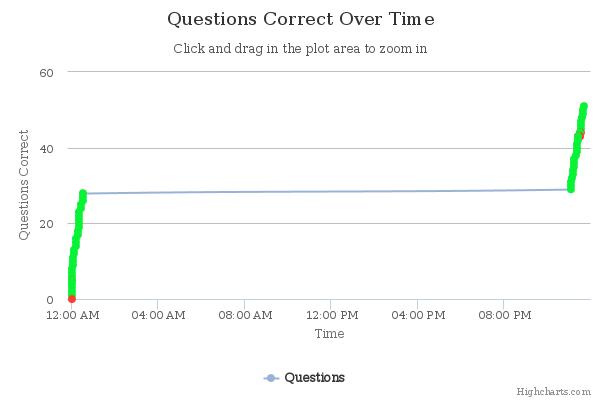 Questions Correct Over Time
Click and drag in the plot area to zoom in
Questions Correct
60
40
20
0
12:00 AM 04:00 AM 08:00 AM 12:00 PM 04:00 PM 08:00 PM
Time
Questions
Highcharts.com